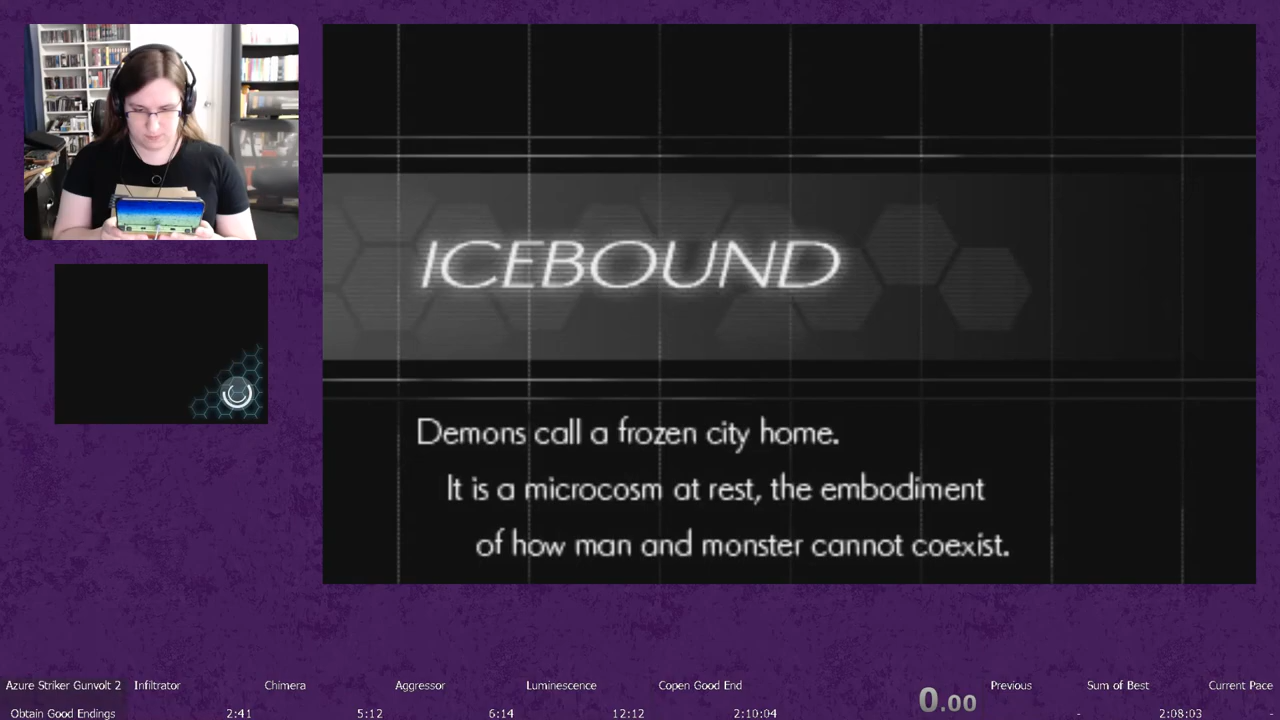 ICEBOUND
Demons call a frozen city home.
It is a microcosm at rest, the embodiment
of how man and monster cannot coexist.
Azure Striker Gunvolt 2 Infiltrator Chimera Aggressor Luminescence Copen Good End 0.00 Previous Sum of Best Current Pace
Obtain Good Endings 2:41 5:12 6:14 12:12 2:10:04 - 2:08:03 -